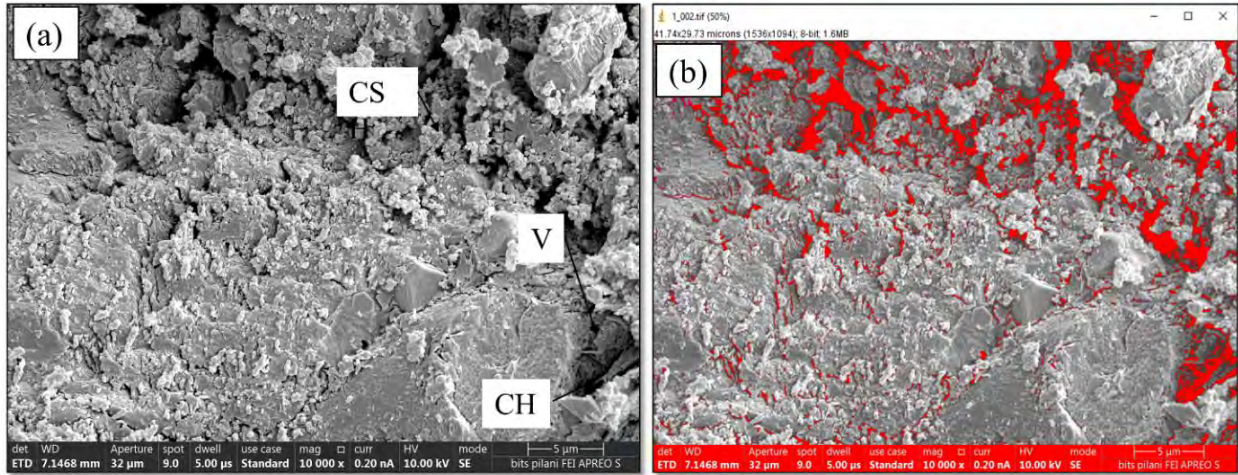 (a)
CS
H
V
CH
det WD Aperture spot dwell use case mag □ curr HV mode
ETD 7.1468 mm 32 µm 9.0 5.00 µs Standard 10 000 x 0.20 nA 10.00 kV SE
5 µm
bits pilani FEI APREO S
1_002.tif (50%)
41.74x29.73 microns (1536x1094); 8-bit; 1.6MB
(b)
det WD Aperture spot dwell use case mag □ curr HV mode
ETD 7.1468 mm 32 µm 9.0 5.00 µs Standard 10 000 x 0.20 nA 10.00 kV SE
5 µm
bits pilani FEI APREO S